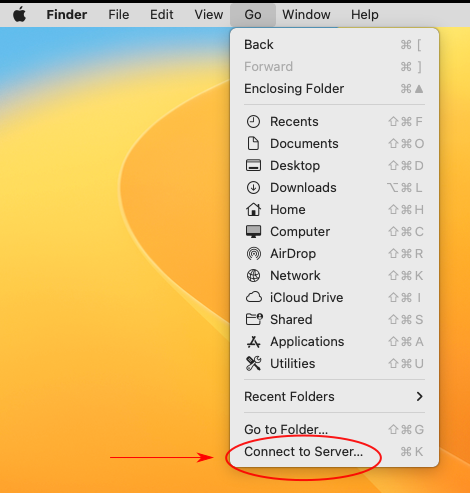 Finder File Edit View Go Window Help
Back ⌘ [
Forward ⌘ ]
Enclosing Folder ⌘▲
Recents ⇧⌘F
Documents ⇧⌘O
Desktop ⇧⌘D
Downloads ⌥⌘L
Home ⇧⌘H
Computer ⇧⌘C
AirDrop ⇧⌘R
Network ⇧⌘K
iCloud Drive ⇧⌘I
Shared ⇧⌘S
Applications ⇧⌘A
Utilities ⇧⌘U
Recent Folders >
Go to Folder... ⇧⌘G
Connect to Server... ⌘K